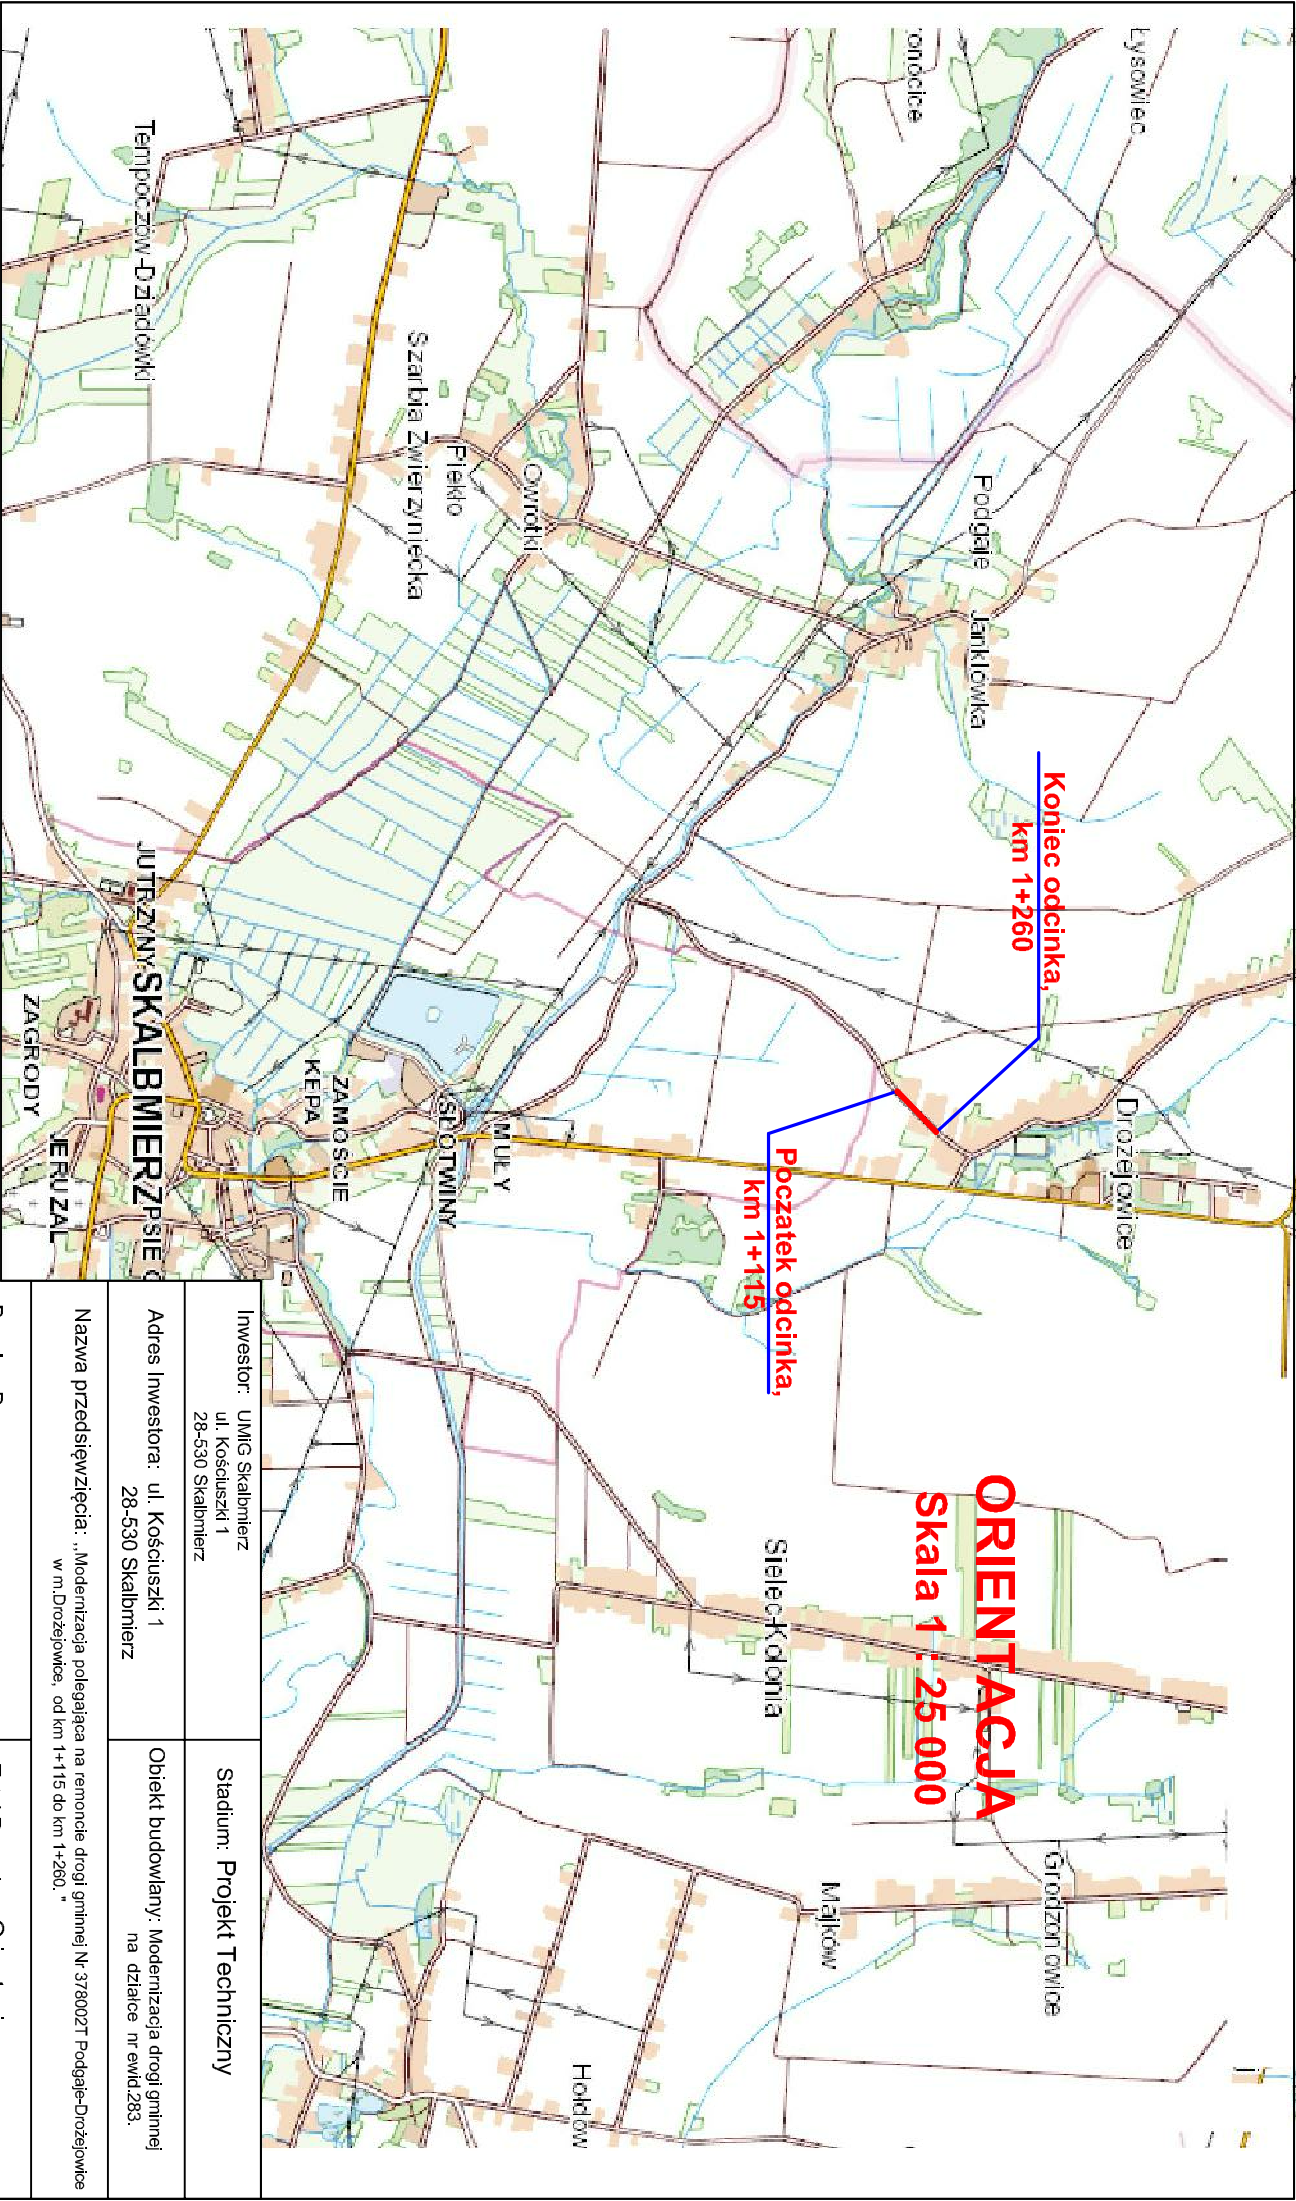 Łysowiec
Podgaje
Janklówka
Drożejowice
Koniec odcinka,
km 1+260
Początek odcinka,
km 1+115
ORIENTACJA
Skala 1: 25 000
Grodzonowice
Sielec-Kolonia
Majków
Hołdów
Owrotki
Piekło
Szarbia Zwierzyniecka
Tempoczów-Dziadówki
MUŁY
SŁOTWINY
ZAMOŚCIE
KĘPA
JUTRZYNY
SKALBMIERZ
ZAGRODY
JERUZAL
Inwestor: UMiG Skalbmierz
ul. Kościuszki 1
28-530 Skalbmierz
Stadium: Projekt Techniczny
Adres Inwestora: ul. Kościuszki 1
28-530 Skalbmierz
Obiekt budowlany: Modernizacja drogi gminnej
na działce nr ewid.283.
Nazwa przedsięwzięcia: ,,Modernizacja polegająca na remoncie drogi gminnej Nr 378002T Podgaje-Drożejowice
w m.Drożejowice, od km 1+115 do km 1+260."